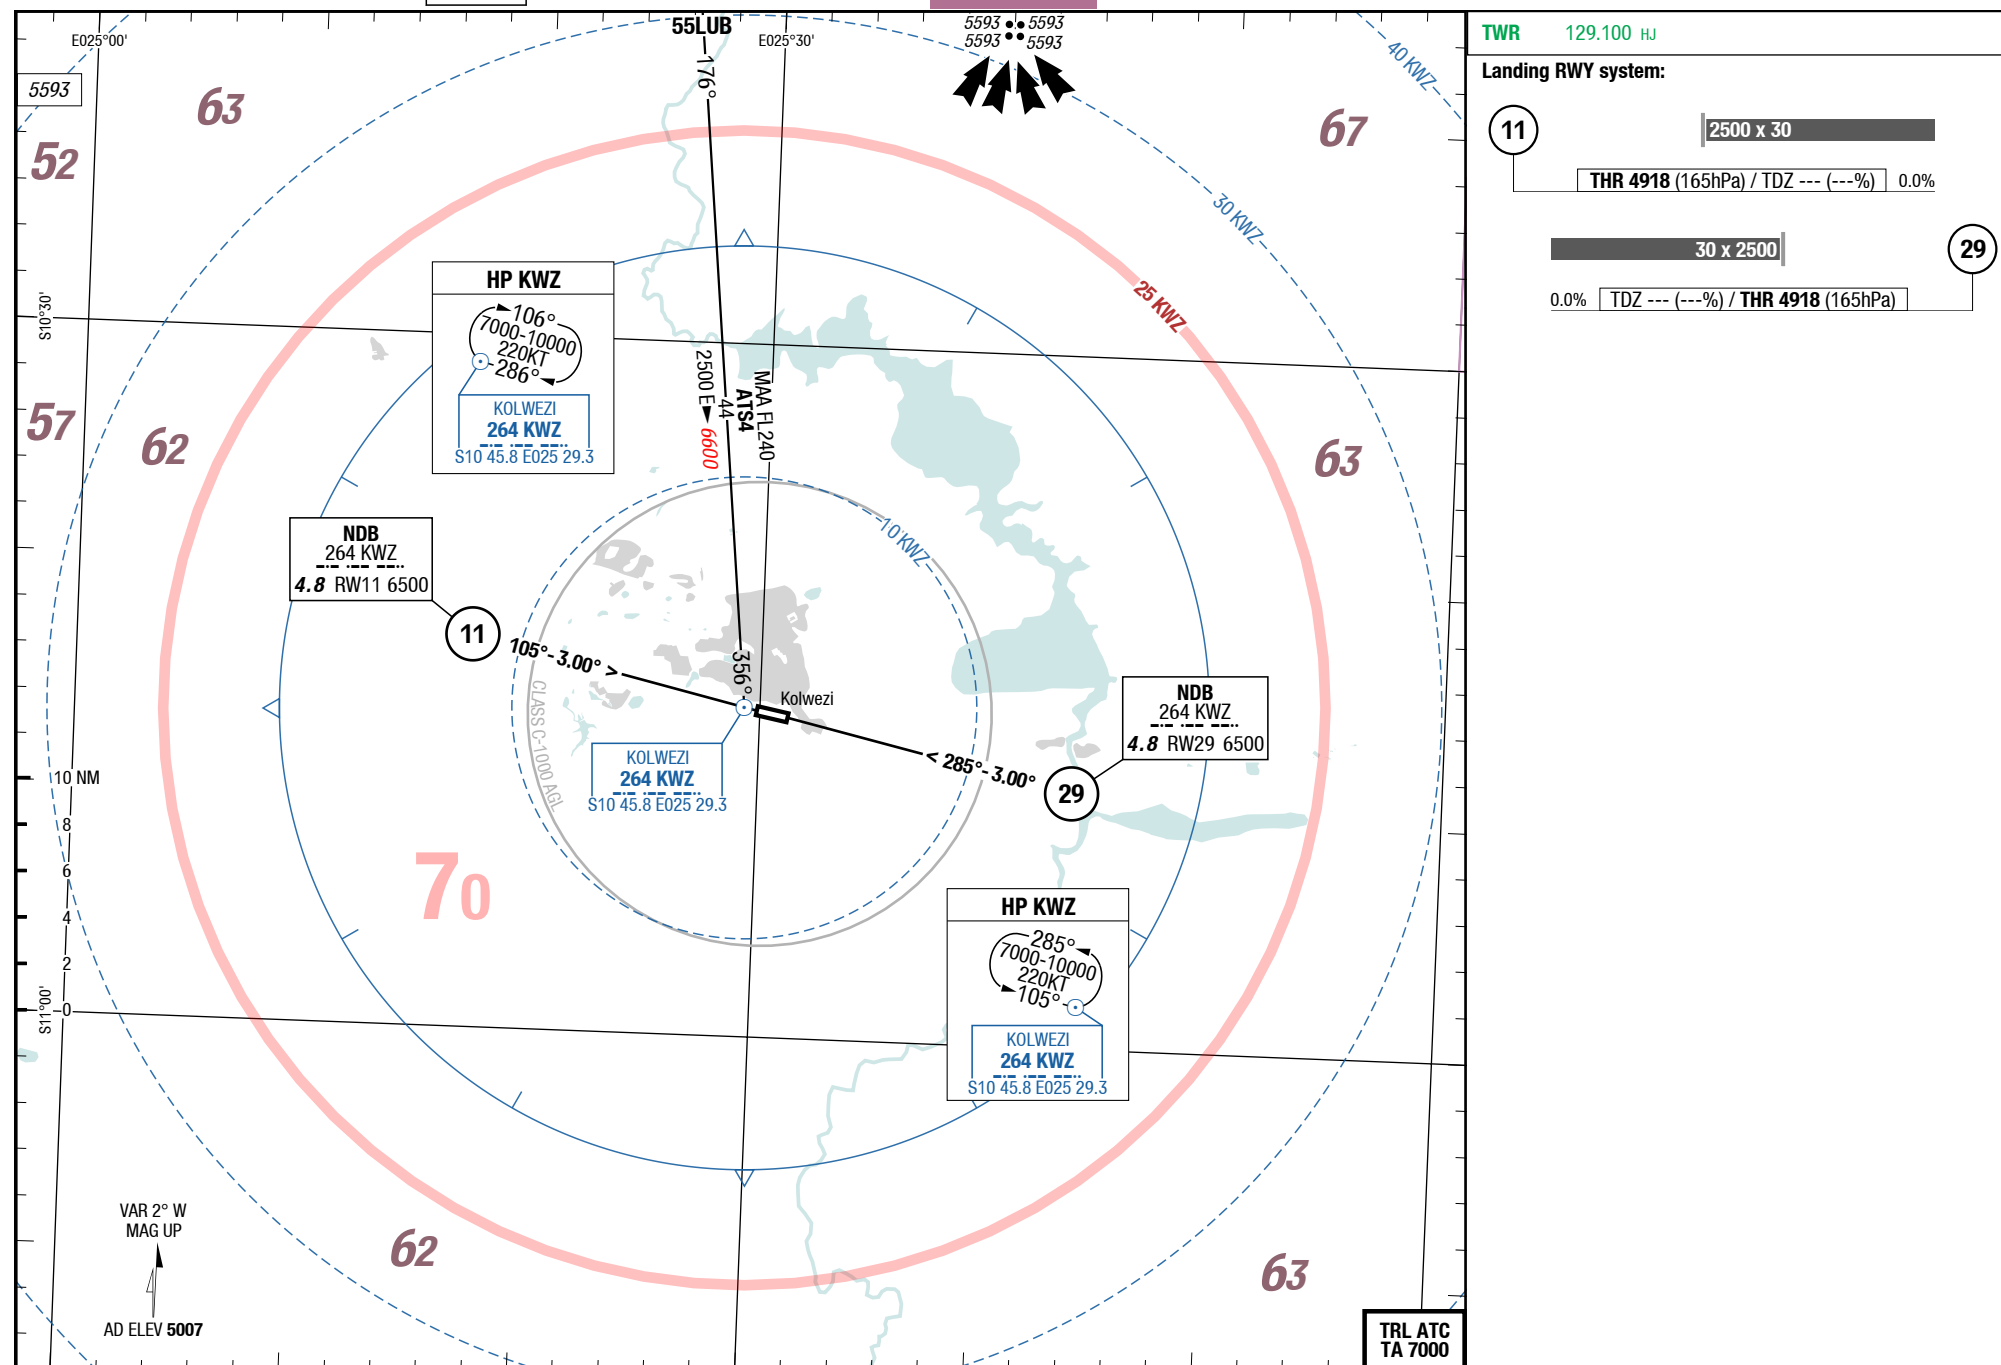 55LUB
E025°00'
E025°30'
5593 5593
5593 5593
5593
63
52
67
40 KWZ
30 KWZ
25 KWZ
176°
S10°30'
HP KWZ
106°
7000-10000
220KT
286°
KOLWEZI
264 KWZ
S10 45.8 E025 29.3
2500 E 6600
44
ATS4
MAA FL240
57
62
63
10 KWZ
NDB
264 KWZ
4.8 RW11 6500
11
105°-3.00° >
356°
Kolwezi
CLASS C-1000 AGL
KOLWEZI
264 KWZ
S10 45.8 E025 29.3
< 285°-3.00°
29
NDB
264 KWZ
4.8 RW29 6500
10 NM
8
6
4
2
0
S11°00'
70
HP KWZ
285°
7000-10000
220KT
105°
KOLWEZI
264 KWZ
S10 45.8 E025 29.3
62
63
VAR 2° W
MAG UP
AD ELEV 5007
TRL ATC
TA 7000
TWR 129.100 HJ
Landing RWY system:
11
2500 x 30
THR 4918 (165hPa) / TDZ --- (---%) 0.0%
30 x 2500
29
0.0% TDZ --- (---%) / THR 4918 (165hPa)